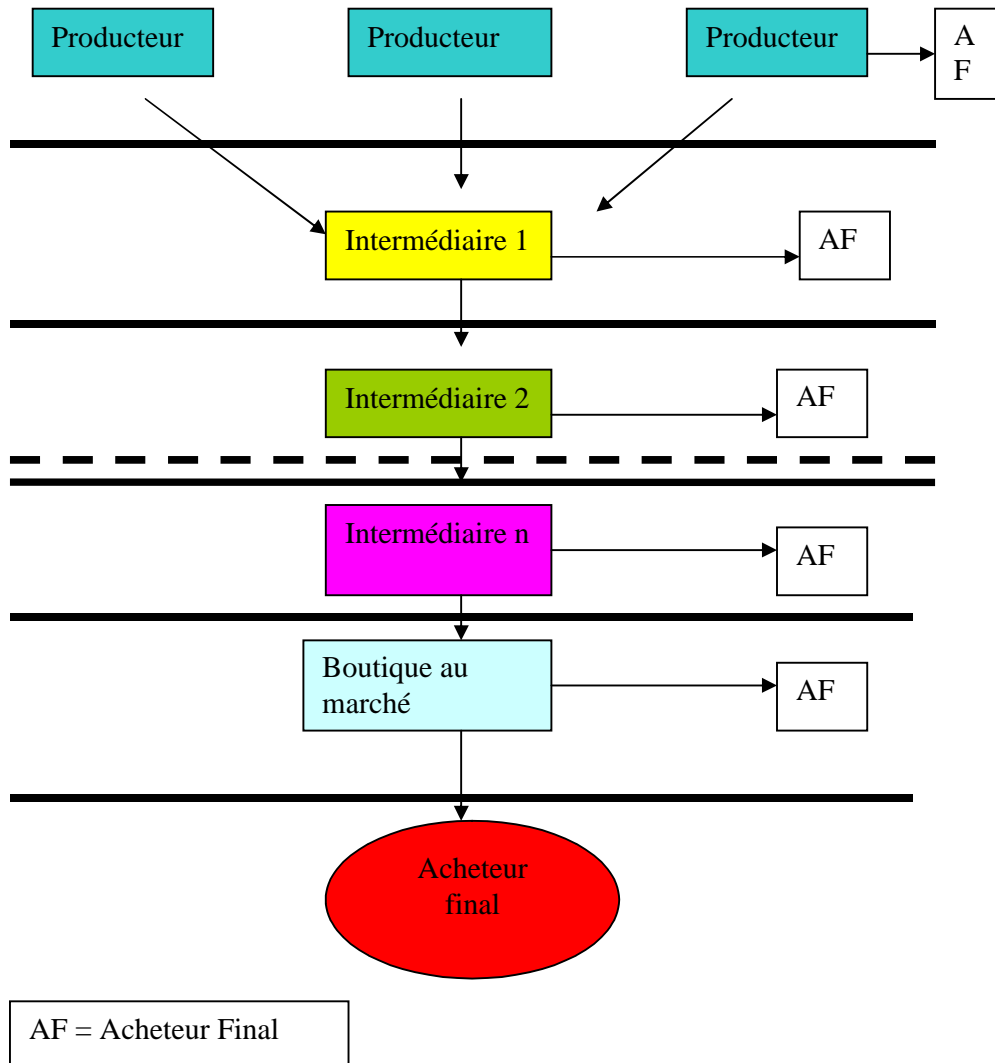 Producteur
Producteur
Producteur
A
F
Intermédiaire 1
AF
Intermédiaire 2
AF
Intermédiaire n
AF
Boutique au
marché
AF
Acheteur
final
AF = Acheteur Final